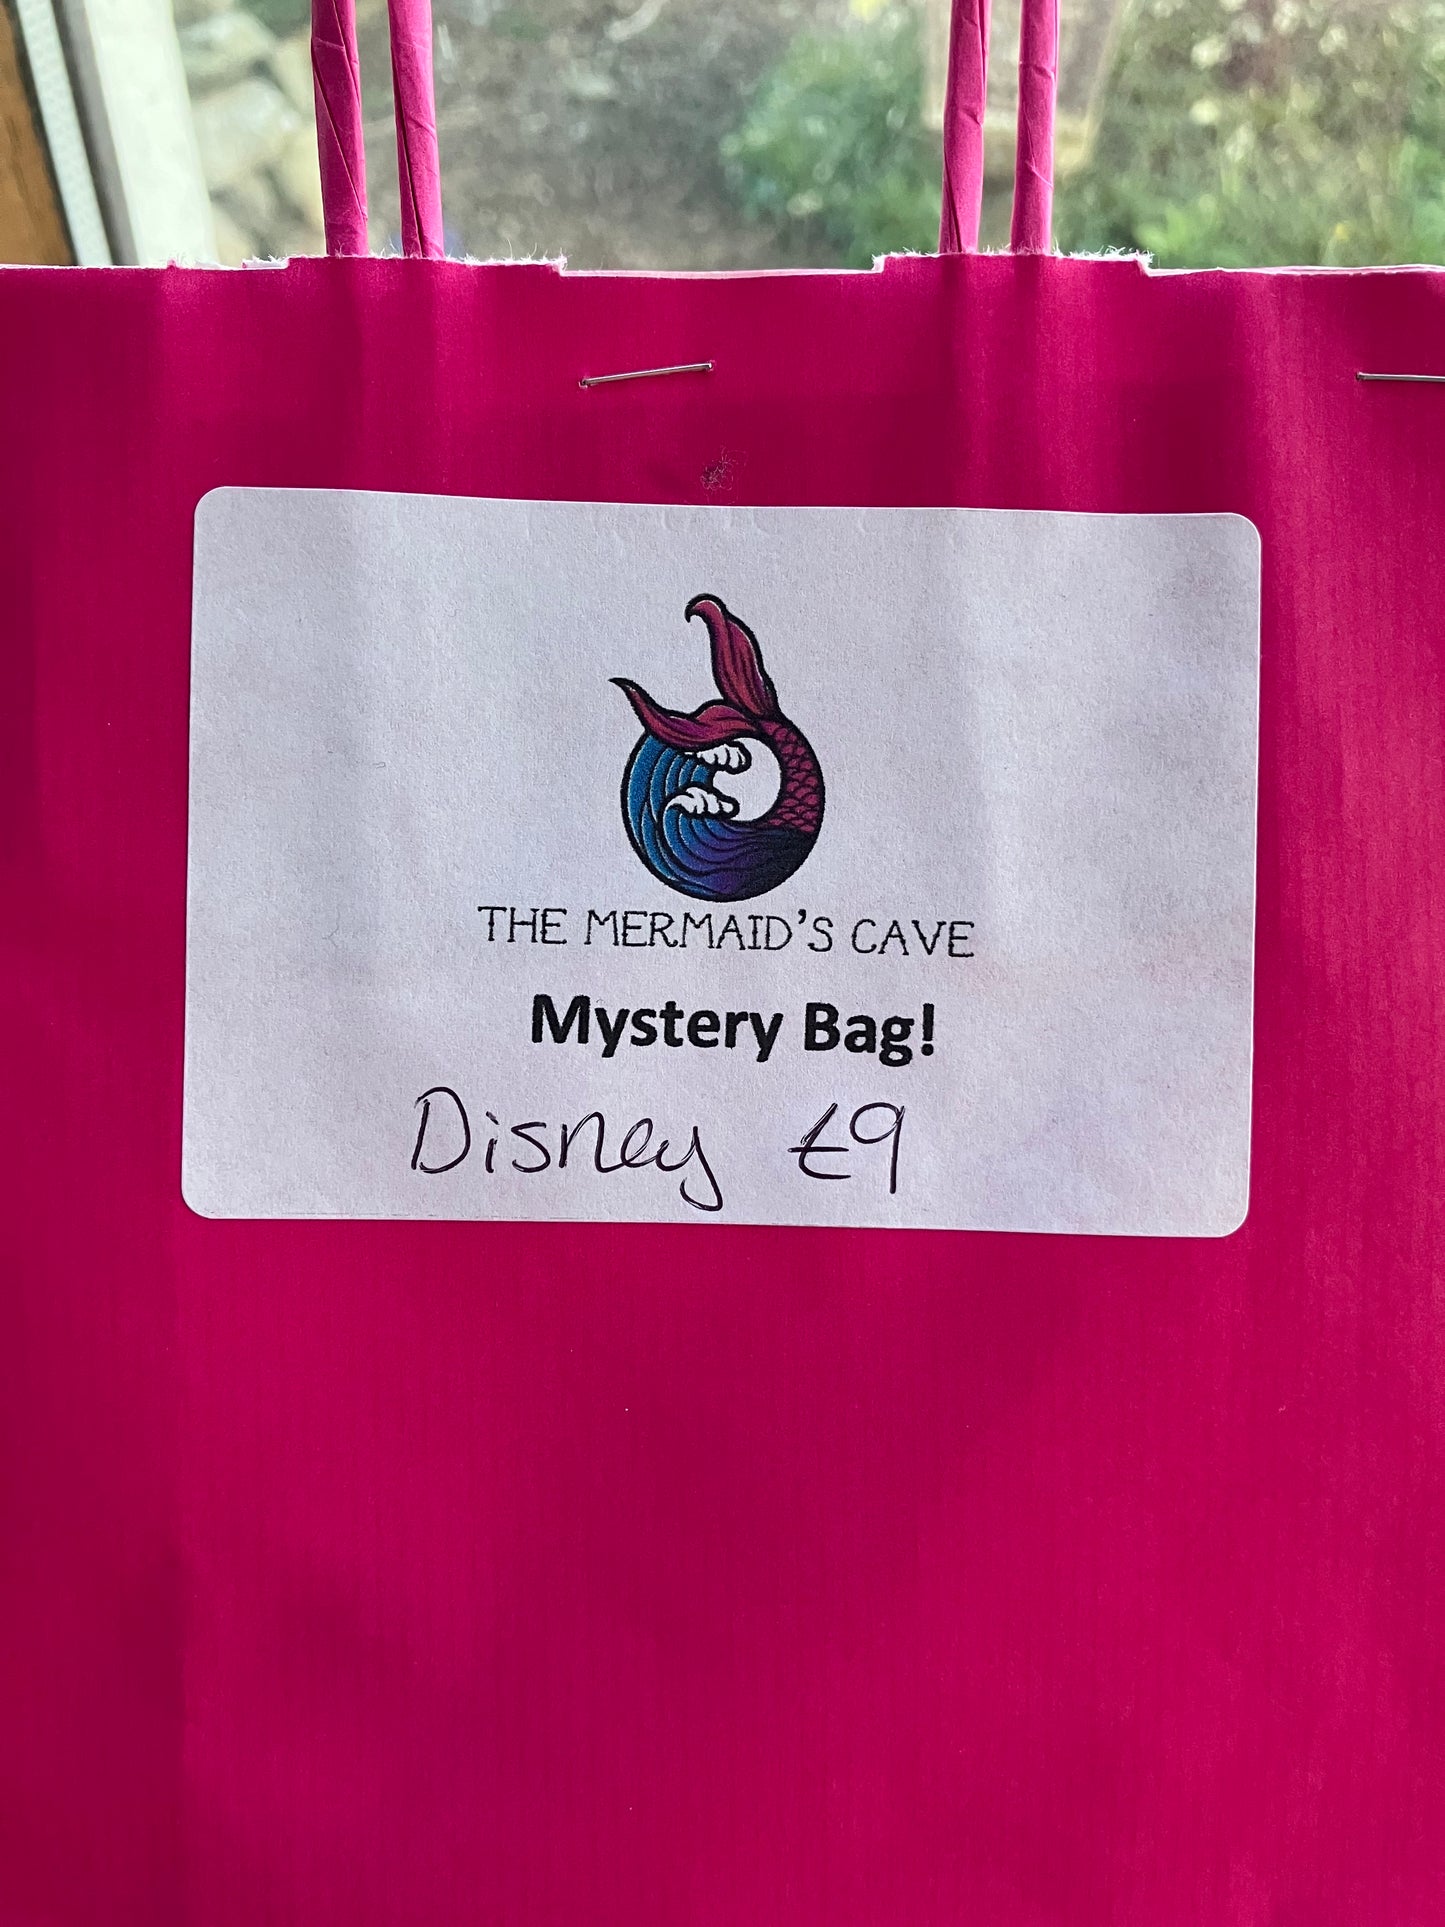 THE MERMAID'S CAVE
Mystery Bag!
Disney £9